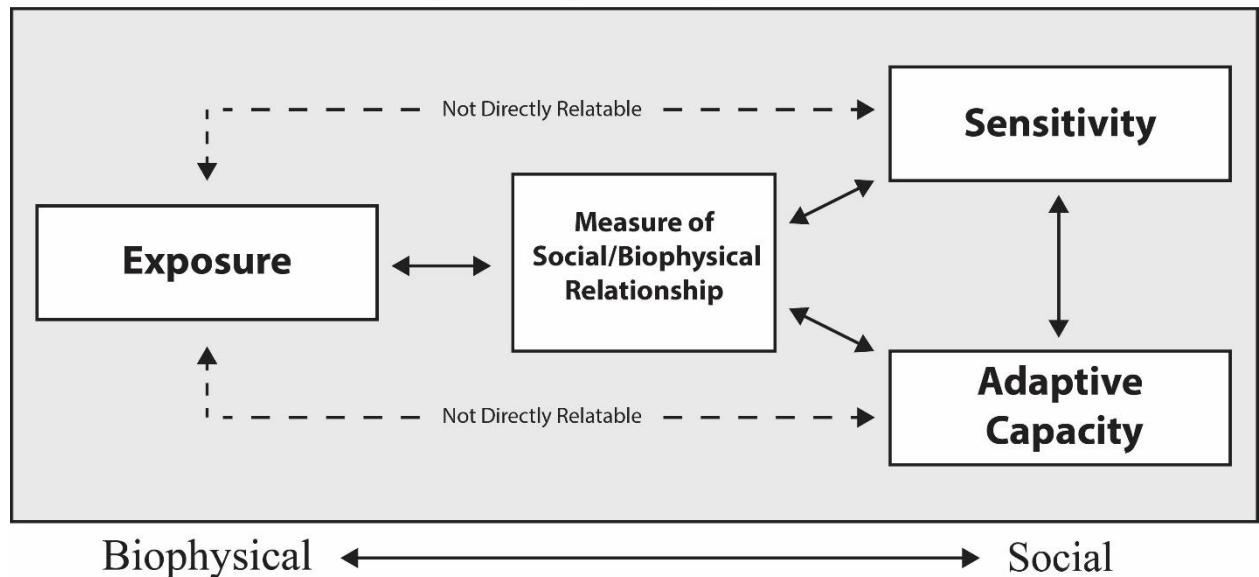 Not Directly Relatable
Sensitivity
Exposure
Measure of
Social/Biophysical
Relationship
Adaptive
Capacity
Not Directly Relatable
Biophysical
Social